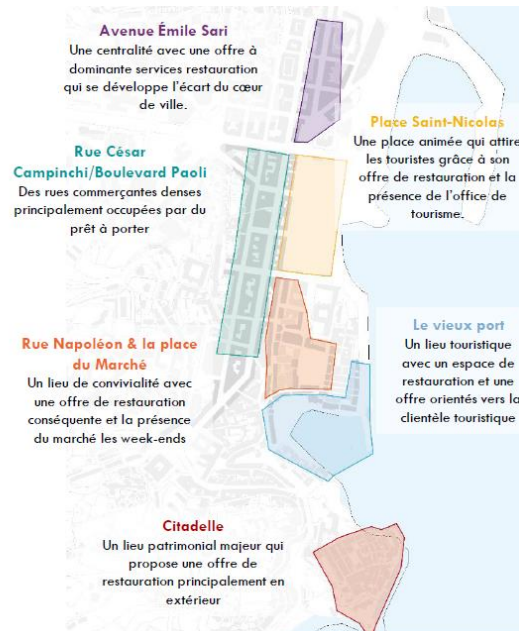 Avenue Émile Sari
Une centralité avec une offre à
dominante services restauration
qui se développe l'écart du cœur
de ville.
Place Saint-Nicolas
Une place animée qui attire
les touristes grâce à son
offre de restauration et la
présence de l'office de
tourisme.
Rue César
Campinchi/Boulevard Paoli
Des rues commerçantes denses
principalement occupées par du
prêt à porter
Rue Napoléon & la place
du Marché
Un lieu de convivialité avec
une offre de restauration
conséquente et la présence
du marché les week-ends
Le vieux port
Un lieu touristique
avec un espace de
restauration et une
offre orientés vers la
clientèle touristique
Citadelle
Un lieu patrimonial majeur qui
propose une offre de
restauration principalement en
extérieur